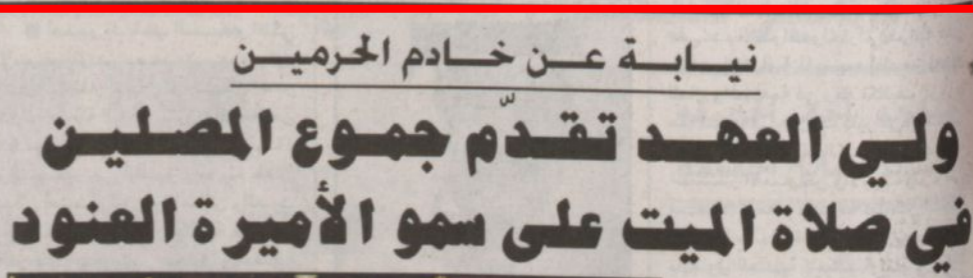 نيابة عن خادم الحرمين
ولي العهد تقدّم جموع المصلين
في صلاة الميت على سمو الأميرة العنود